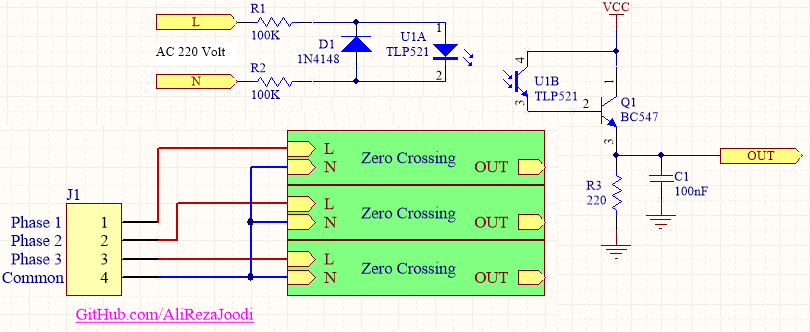 L
R1
100K
AC 220 Volt
N
R2
100K
D1
1N4148
U1A
TLP521
1
2
VCC
4
U1B
TLP521
3
2
1
Q1
BC547
3
OUT
R3
220
C1
100nF
J1
Phase 1
1
Phase 2
2
Phase 3
3
Common
4
L
N
Zero Crossing
OUT
L
N
Zero Crossing
OUT
L
N
Zero Crossing
OUT
GitHub.com/AliRezaJoodi